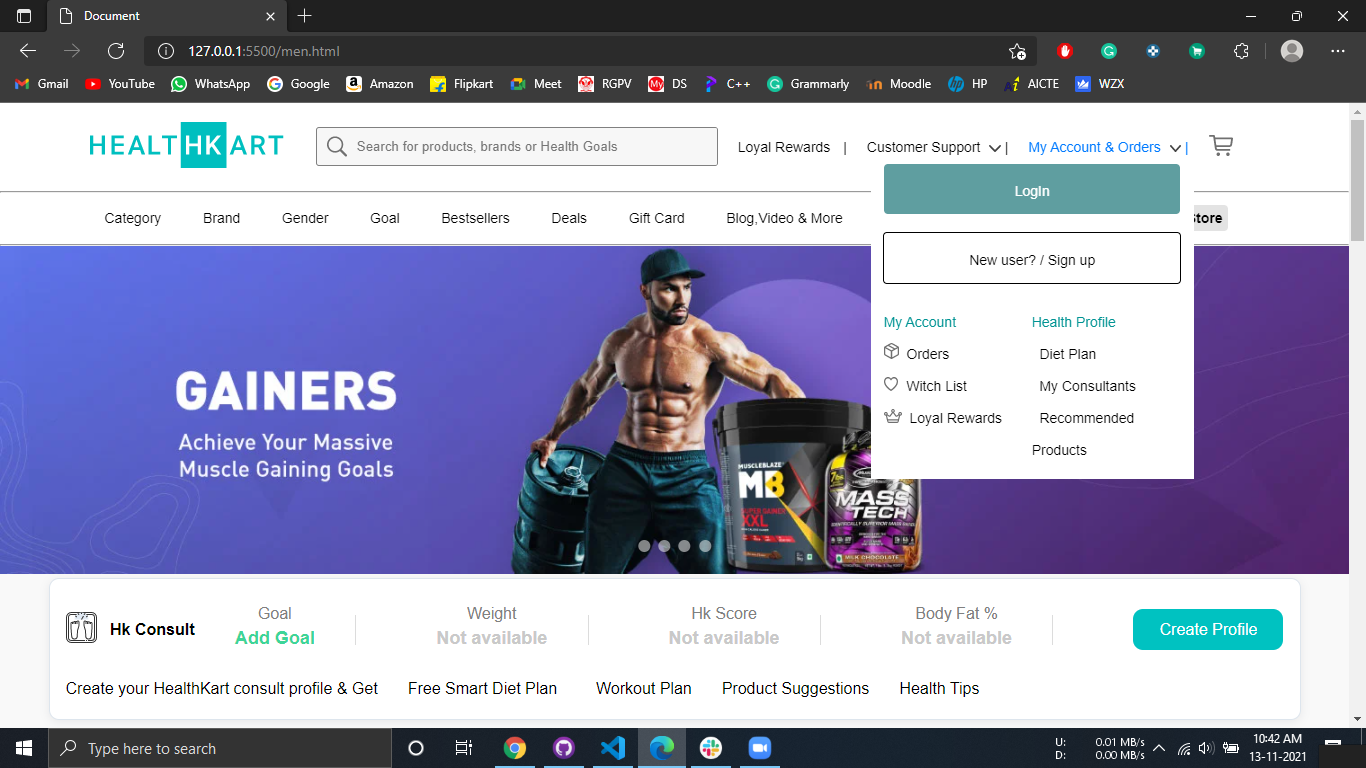 Document
127.0.0.1:5500/men.html
Gmail YouTube WhatsApp Google Amazon Flipkart Meet RGPV DS C++ Grammarly Moodle HP AICTE WZX
HEALTHKART Search for products, brands or Health Goals Loyal Rewards | Customer Support | My Account & Orders |
LogIn
Category Brand Gender Goal Bestsellers Deals Gift Card Blog,Video & More Store
New user? / Sign up
My Account Health Profile
Orders Diet Plan
Witch List My Consultants
Loyal Rewards Recommended
Products
GAINERS
Achieve Your Massive
Muscle Gaining Goals
MUSCLEBLAZE
MB
SUPER GAINER
XXL
MASS
TECH
MILK CHOCOLATE
Goal Weight Hk Score Body Fat %
Hk Consult Add Goal Not available Not available Not available Create Profile
Create your HealthKart consult profile & Get Free Smart Diet Plan Workout Plan Product Suggestions Health Tips
Type here to search
U: 0.01 MB/s
D: 0.00 MB/s
10:42 AM
13-11-2021